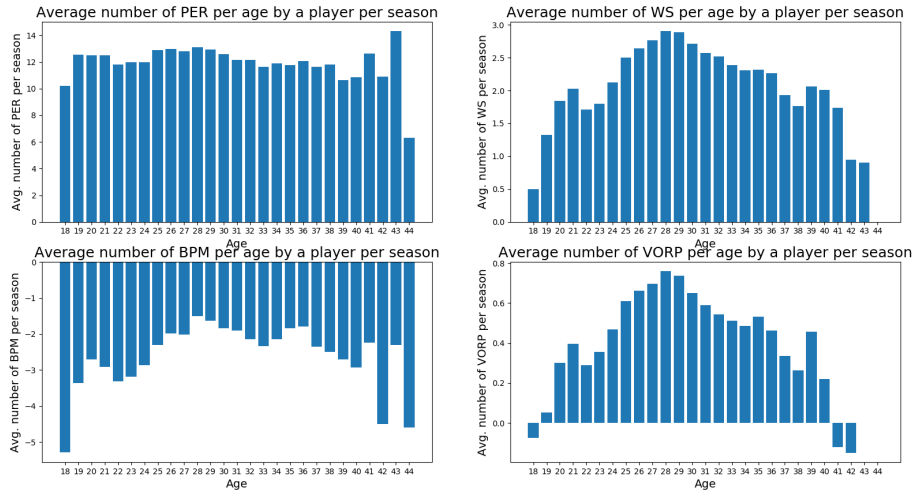 Average number of PER per age by a player per season
14
12
10
8
6
4
2
0
Avg. number of PER per season
18 19 20 21 22 23 24 25 26 27 28 29 30 31 32 33 34 35 36 37 38 39 40 41 42 43 44
Age
Average number of WS per age by a player per season
3.0
2.5
2.0
1.5
1.0
0.5
0.0
Avg. number of WS per season
18 19 20 21 22 23 24 25 26 27 28 29 30 31 32 33 34 35 36 37 38 39 40 41 42 43 44
Age
Average number of BPM per age by a player per season
0
−1
−2
−3
−4
−5
Avg. number of BPM per season
18 19 20 21 22 23 24 25 26 27 28 29 30 31 32 33 34 35 36 37 38 39 40 41 42 43 44
Age
Average number of VORP per age by a player per season
0.8
0.6
0.4
0.2
0.0
Avg. number of VORP per season
18 19 20 21 22 23 24 25 26 27 28 29 30 31 32 33 34 35 36 37 38 39 40 41 42 43 44
Age